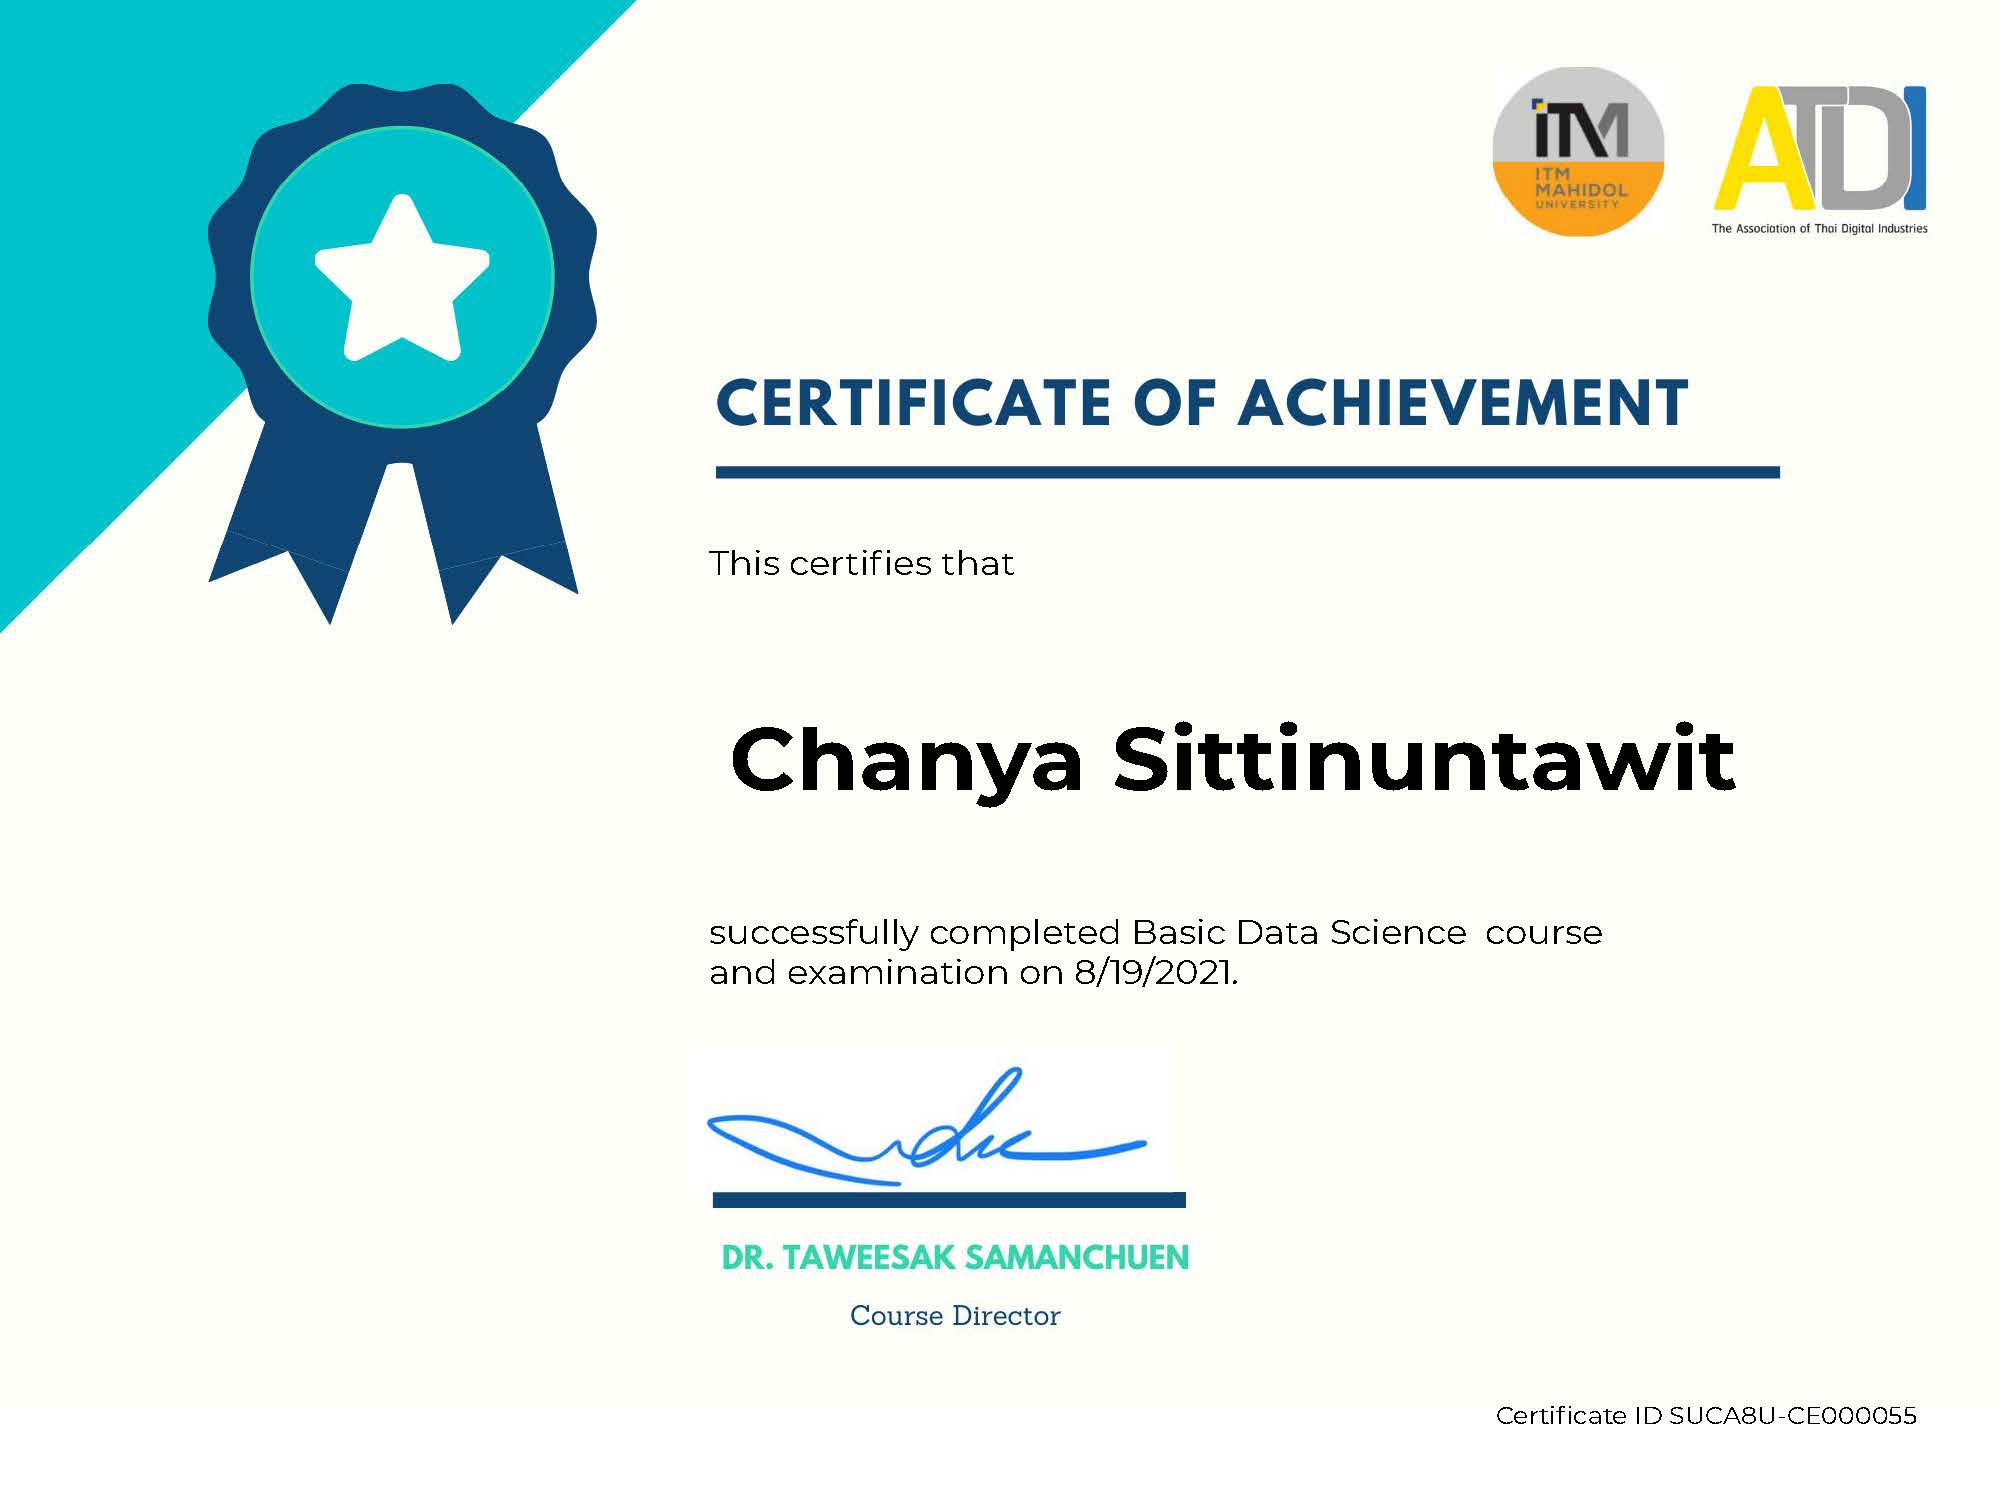 iTM
ITM
MAHIDOL
UNIVERSITY
ATDI
The Association of Thai Digital Industries
CERTIFICATE OF ACHIEVEMENT
This certifies that
Chanya Sittinuntawit
successfully completed Basic Data Science course
and examination on 8/19/2021.
DR. TAWEESAK SAMANCHUEN
Course Director
Certificate ID SUCA8U-CE000055